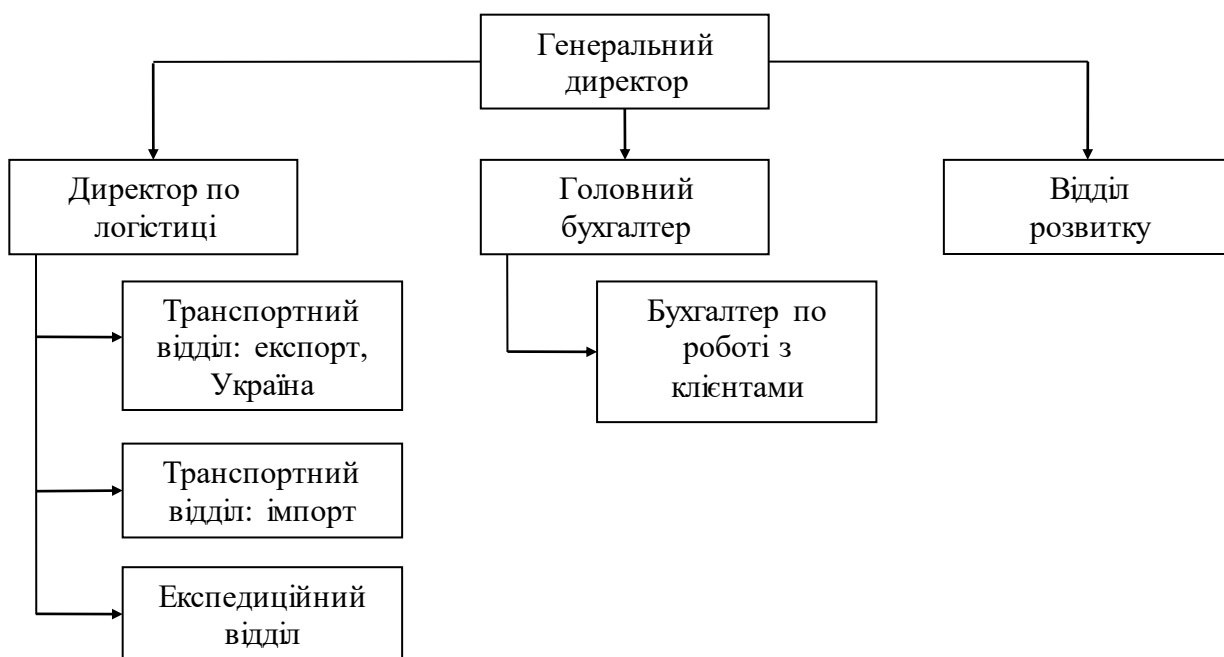 Генеральний
директор
Директор по
логістиці
Головний
бухгалтер
Відділ
розвитку
Транспортний
відділ: експорт,
Україна
Бухгалтер по
роботі з
клієнтами
Транспортний
відділ: імпорт
Експедиційний
відділ